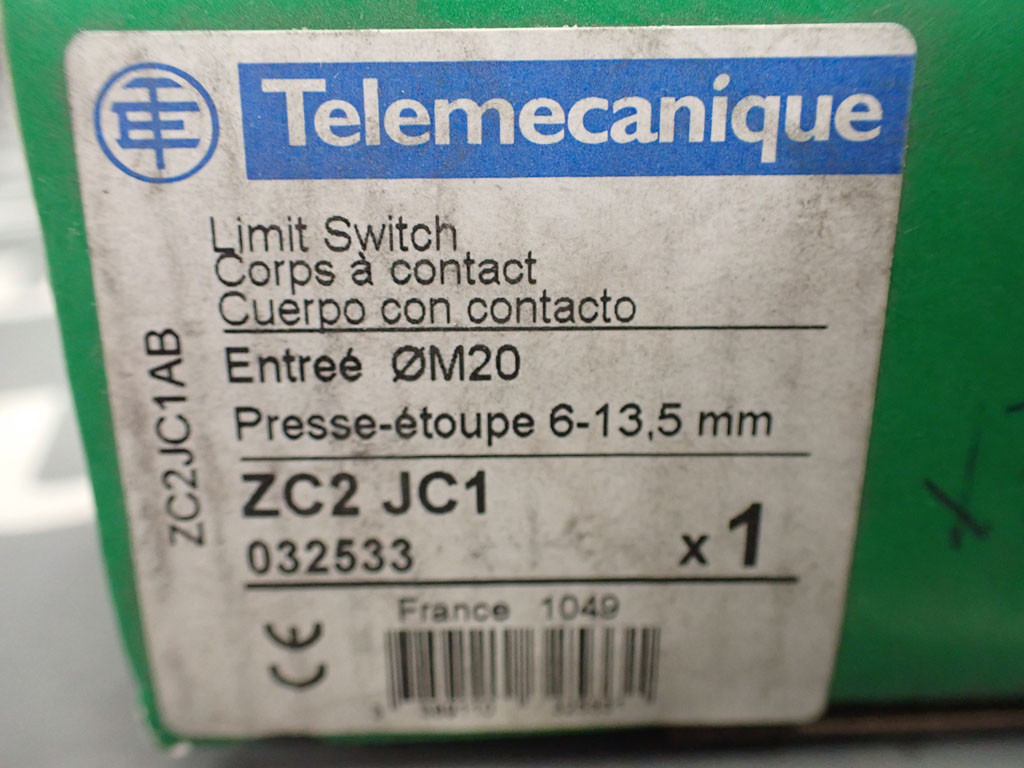 Telemecanique
Limit Switch
Corps à contact
Cuerpo con contacto
Entreé ØM20
Presse-étoupe 6-13,5 mm
ZC2 JC1
032533
x 1
France 1049
CE
ZC2JC1AB